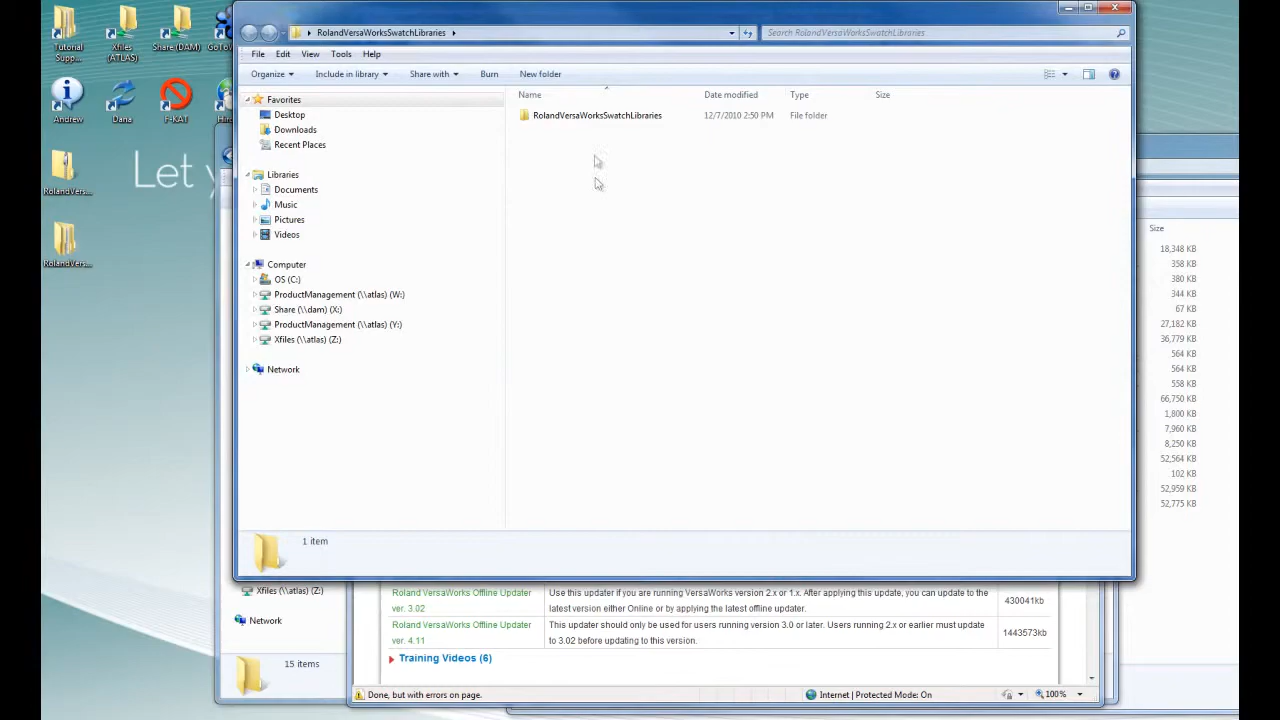 Tutorial
Supp...
Xfiles
(ATLAS)
Share (DAM)
GoToW
Andrew
Dana
F-KAT
Hira
RolandVers...
RolandVers...
Let y
RolandVersaWorksSwatchLibraries
Search RolandVersaWorksSwatchLibraries
File Edit View Tools Help
Organize Include in library Share with Burn New folder
Name Date modified Type Size
RolandVersaWorksSwatchLibraries 12/7/2010 2:50 PM File folder
Favorites
Desktop
Downloads
Recent Places
Libraries
Documents
Music
Pictures
Videos
Computer
OS (C:)
ProductManagement (\\atlas) (W:)
Share (\\dam) (X:)
ProductManagement (\\atlas) (Y:)
Xfiles (\\atlas) (Z:)
Network
1 item
Size
18,348 KB
358 KB
380 KB
344 KB
67 KB
27,182 KB
36,779 KB
564 KB
564 KB
558 KB
66,750 KB
1,800 KB
7,960 KB
8,250 KB
52,564 KB
102 KB
52,959 KB
52,775 KB
Xfiles (\\atlas) (Z:)
Network
15 items
Roland VersaWorks Offline Updater
ver. 3.02
Use this updater if you are running VersaWorks version 2.x or 1.x. After applying this update, you can update to the
latest version either Online or by applying the latest offline updater.
430041kb
Roland VersaWorks Offline Updater
ver. 4.11
This updater should only be used for users running version 3.0 or later. Users running 2.x or earlier must update
to 3.02 before updating to this version.
1443573kb
Training Videos (6)
Done, but with errors on page.
Internet | Protected Mode: On
100%